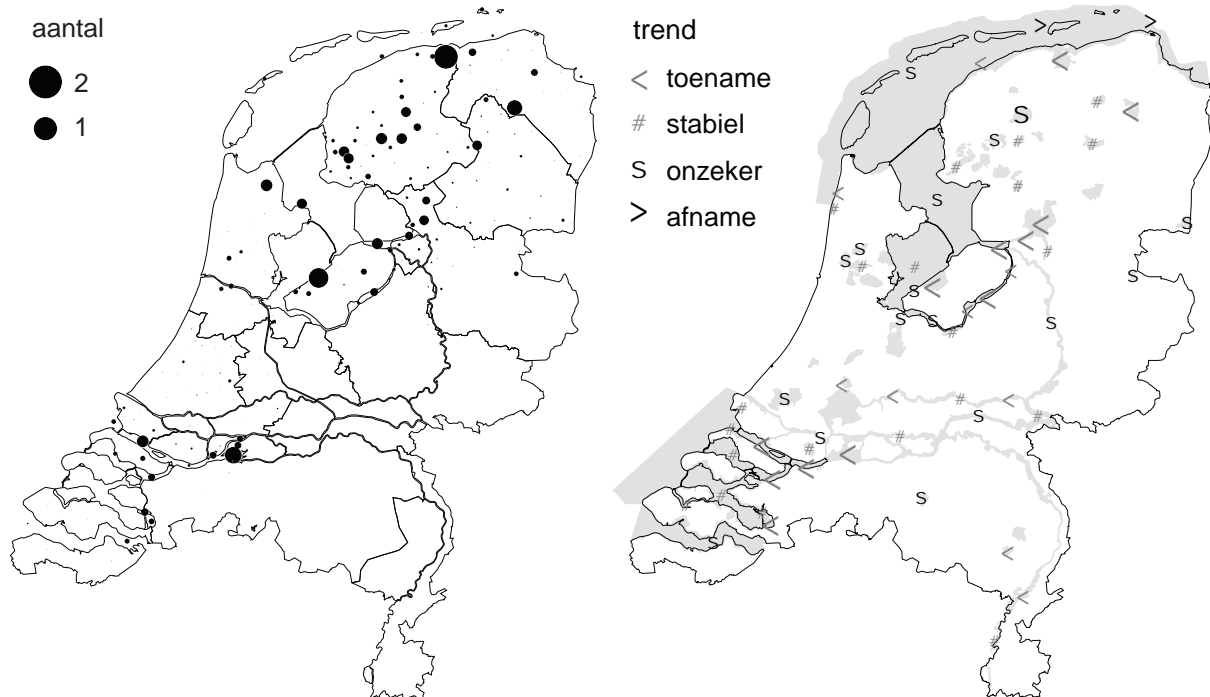 aantal
2
1
trend
< toename
# stabiel
S onzeker
> afname